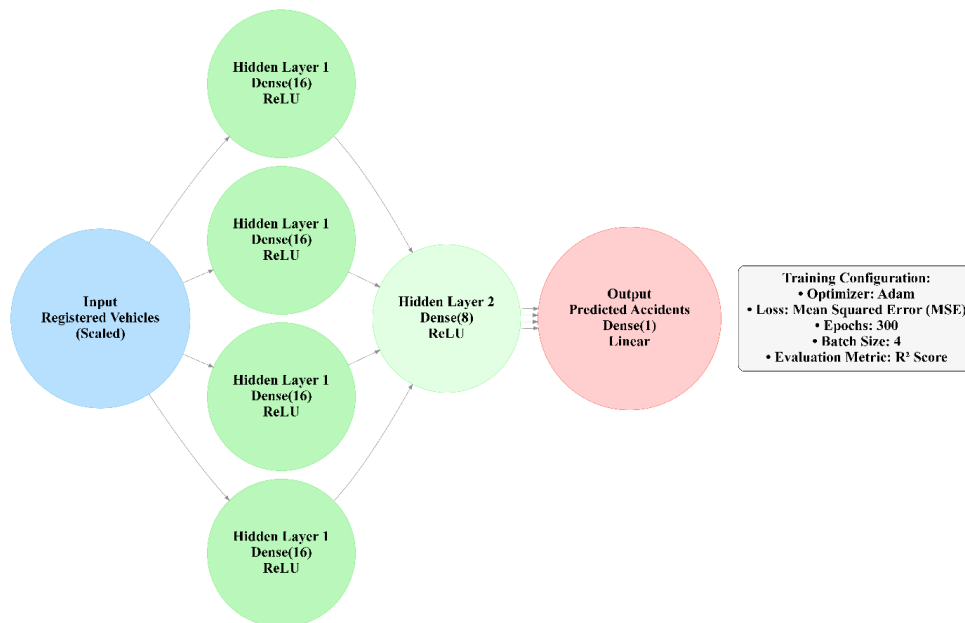 Hidden Layer 1
Dense(16)
ReLU
Hidden Layer 1
Dense(16)
ReLU
Input
Registered Vehicles
(Scaled)
Hidden Layer 2
Dense(8)
ReLU
Output
Predicted Accidents
Dense(1)
Linear
Training Configuration:
• Optimizer: Adam
• Loss: Mean Squared Error (MSE)
• Epochs: 300
• Batch Size: 4
• Evaluation Metric: R² Score
Hidden Layer 1
Dense(16)
ReLU
Hidden Layer 1
Dense(16)
ReLU